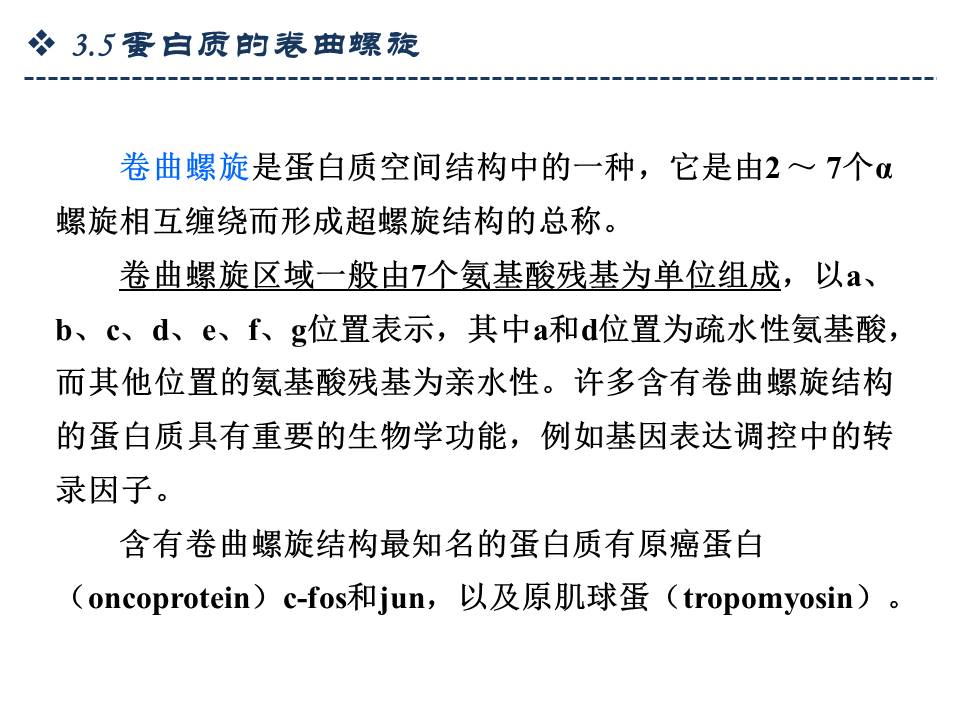 ❖ 3.5蛋白质的卷曲螺旋
卷曲螺旋是蛋白质空间结构中的一种，它是由2 ～ 7个α
螺旋相互缠绕而形成超螺旋结构的总称。
卷曲螺旋区域一般由7个氨基酸残基为单位组成，以a、
b、c、d、e、f、g位置表示，其中a和d位置为疏水性氨基酸，
而其他位置的氨基酸残基为亲水性。许多含有卷曲螺旋结构
的蛋白质具有重要的生物学功能，例如基因表达调控中的转
录因子。
含有卷曲螺旋结构最知名的蛋白质有原癌蛋白
（oncoprotein）c-fos和jun，以及原肌球蛋（tropomyosin）。